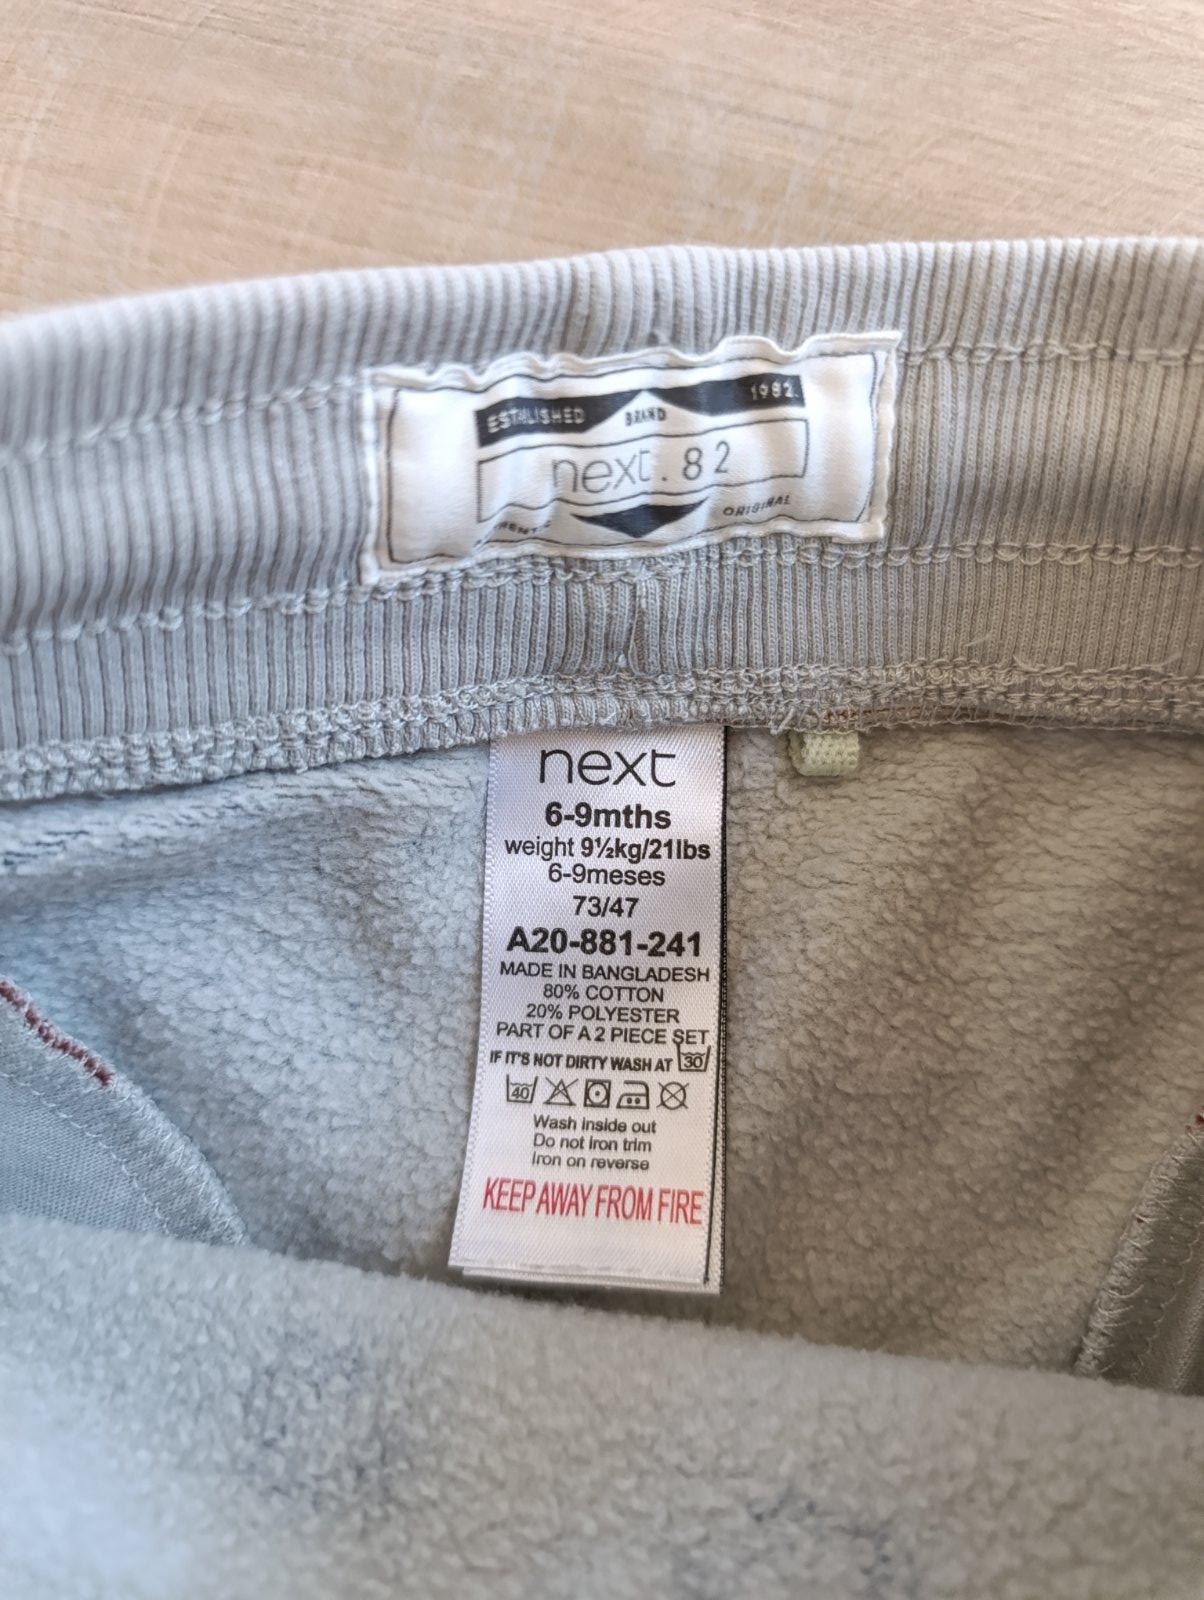 ESTABLISHED BRAND 1982.
next.82
ORIGINAL
next
6-9mths
weight 9½kg/21lbs
6-9meses
73/47
A20-881-241
MADE IN BANGLADESH
80% COTTON
20% POLYESTER
PART OF A 2 PIECE SET
IF IT'S NOT DIRTY WASH AT 30
40
Wash inside out
Do not iron trim
Iron on reverse
KEEP AWAY FROM FIRE